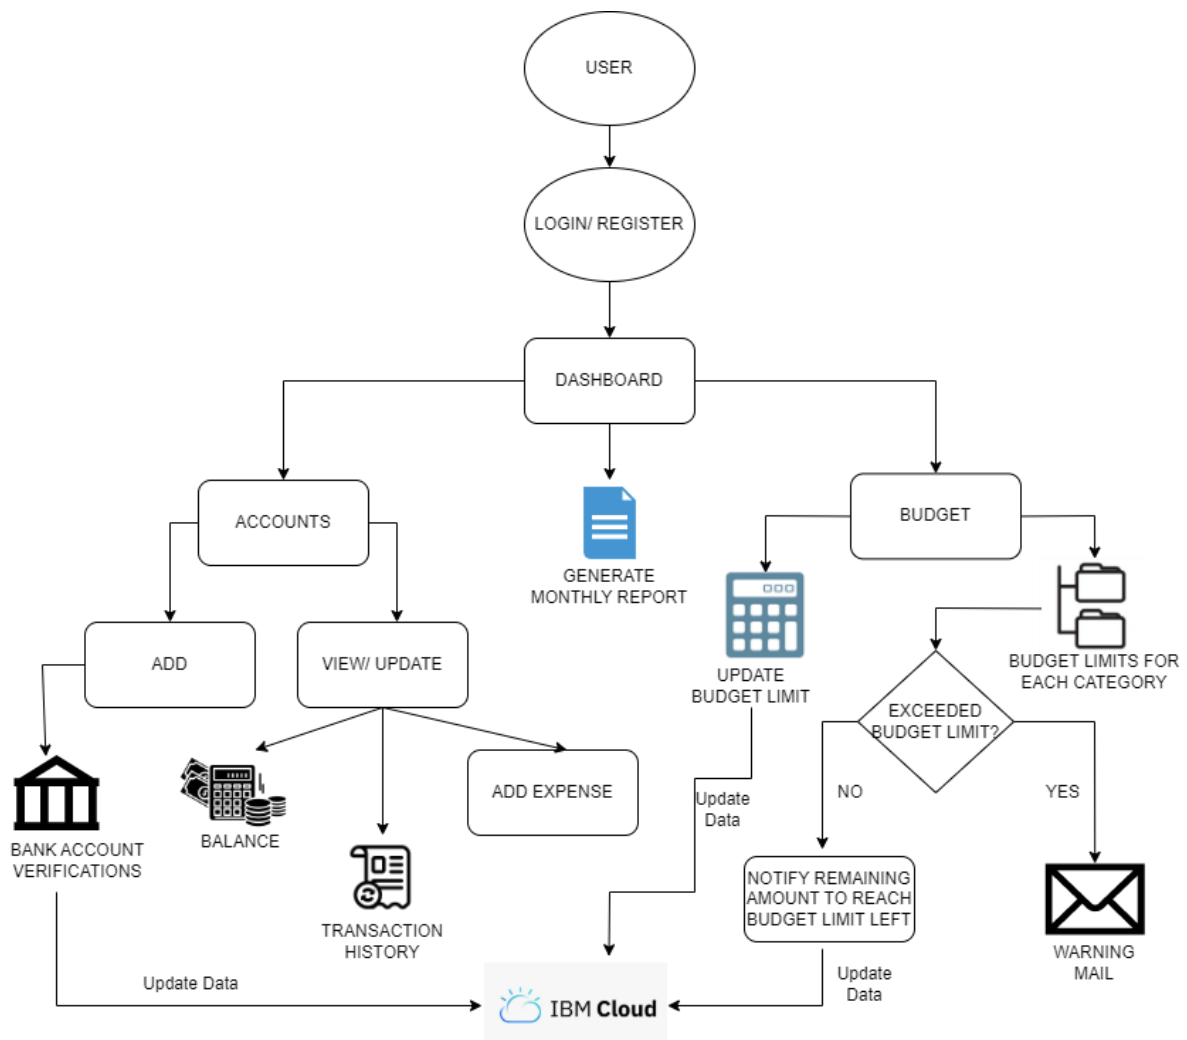 USER
LOGIN/ REGISTER
DASHBOARD
ACCOUNTS
GENERATE
MONTHLY REPORT
BUDGET
ADD
VIEW/ UPDATE
UPDATE
BUDGET LIMIT
BUDGET LIMITS FOR
EACH CATEGORY
EXCEEDED
BUDGET LIMIT?
BANK ACCOUNT
VERIFICATIONS
BALANCE
ADD EXPENSE
Update
Data
NO
YES
TRANSACTION
HISTORY
NOTIFY REMAINING
AMOUNT TO REACH
BUDGET LIMIT LEFT
WARNING
MAIL
Update Data
Update
Data
IBM Cloud